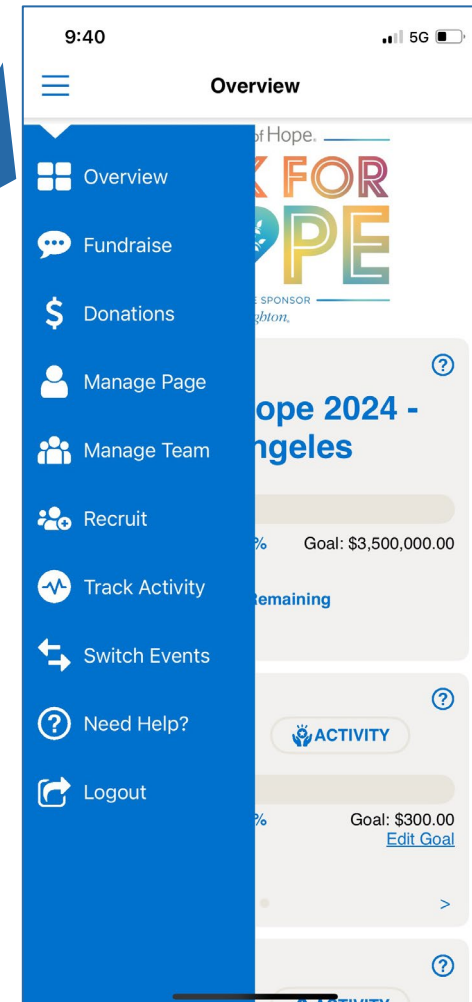 9:40
5G
Overview
of Hope®
FOR
PE
SPONSOR
ghton®
Overview
Fundraise
Donations
Manage Page
Manage Team
Recruit
Track Activity
Switch Events
Need Help?
Logout
ope 2024 -
ngeles
% Goal: $3,500,000.00
Remaining
ACTIVITY
% Goal: $300.00
Edit Goal
>
ACTIVITY